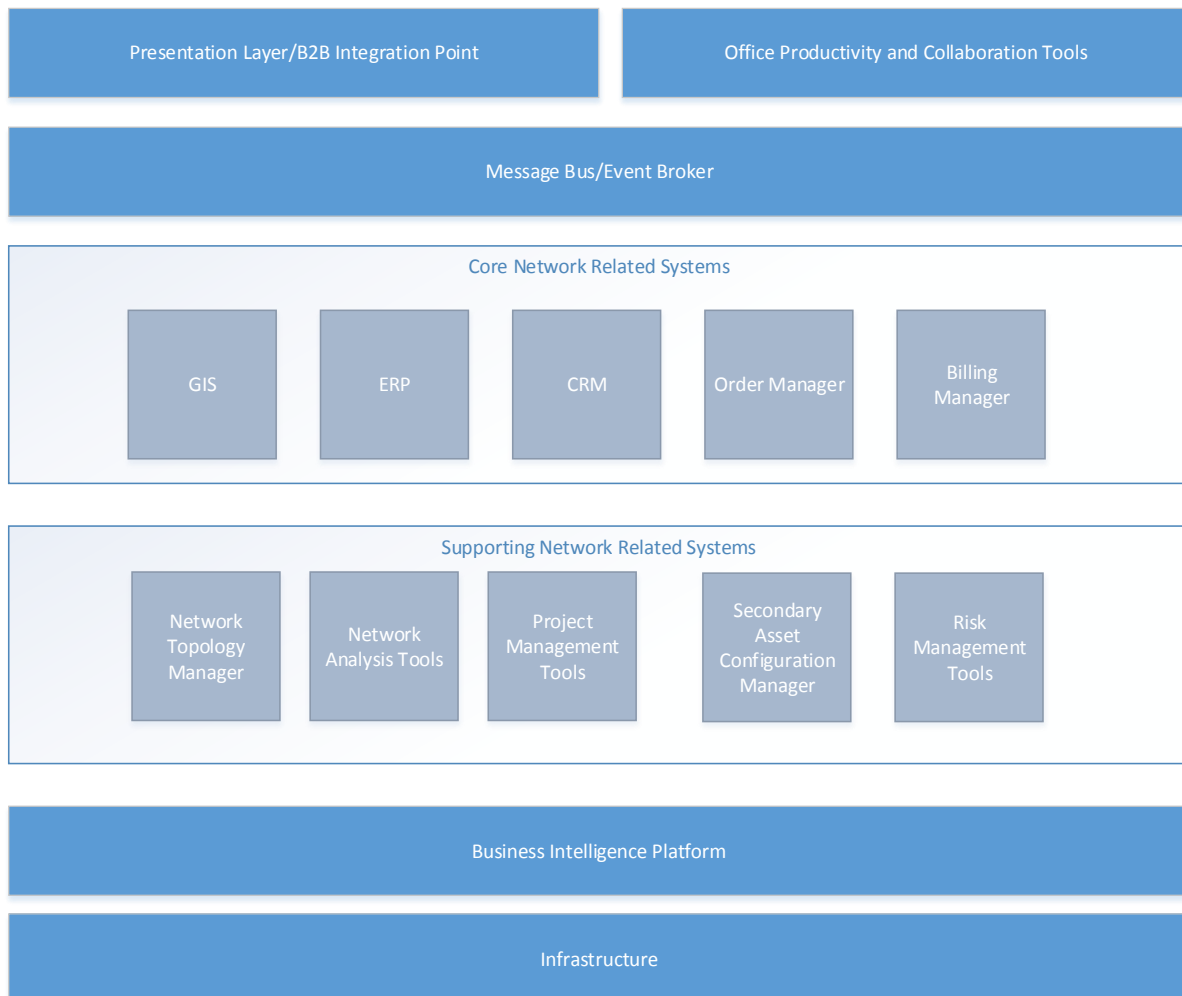 Presentation Layer/B2B Integration Point
Office Productivity and Collaboration Tools
Message Bus/Event Broker
Core Network Related Systems
GIS
ERP
CRM
Order Manager
Billing
Manager
Supporting Network Related Systems
Network
Topology
Manager
Network
Analysis Tools
Project
Management
Tools
Secondary
Asset
Configuration
Manager
Risk
Management
Tools
Business Intelligence Platform
Infrastructure